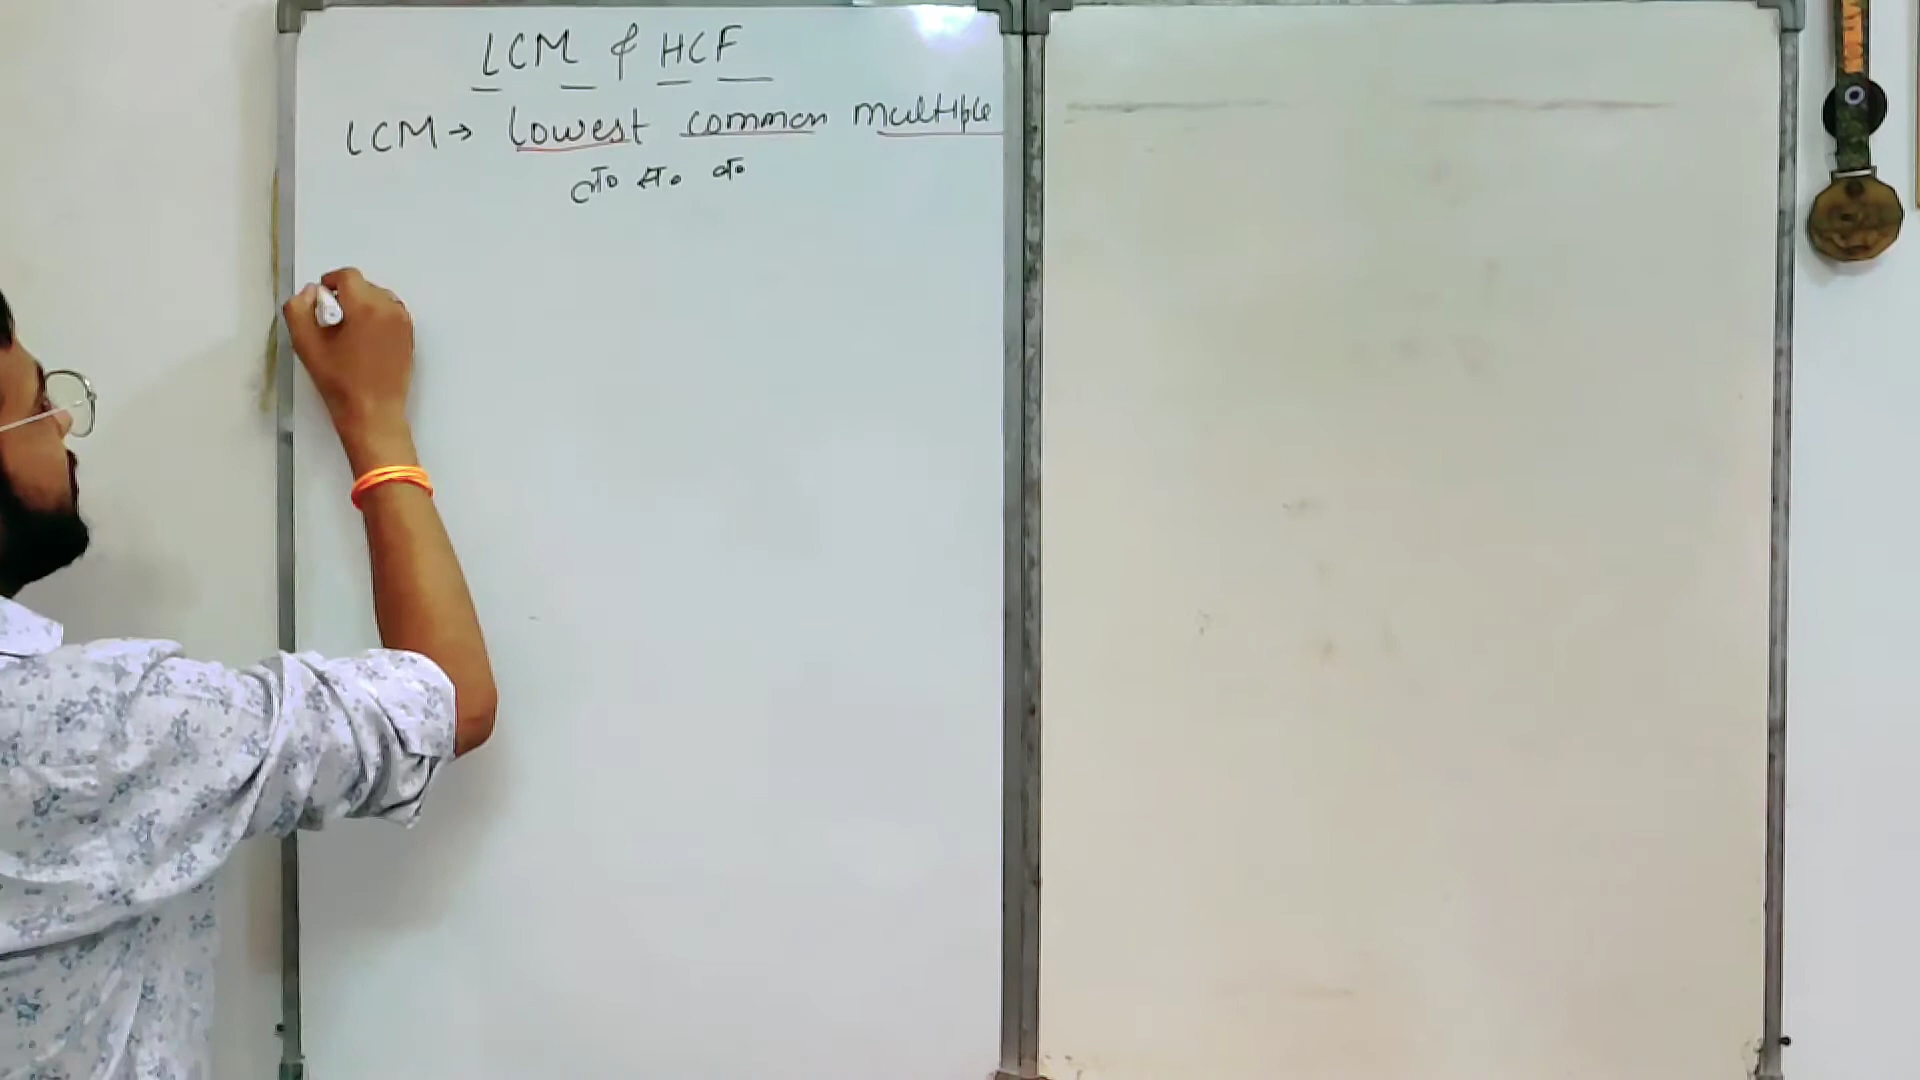 LCM & HCF
LCM → Lowest common multiple
ल० स० व०